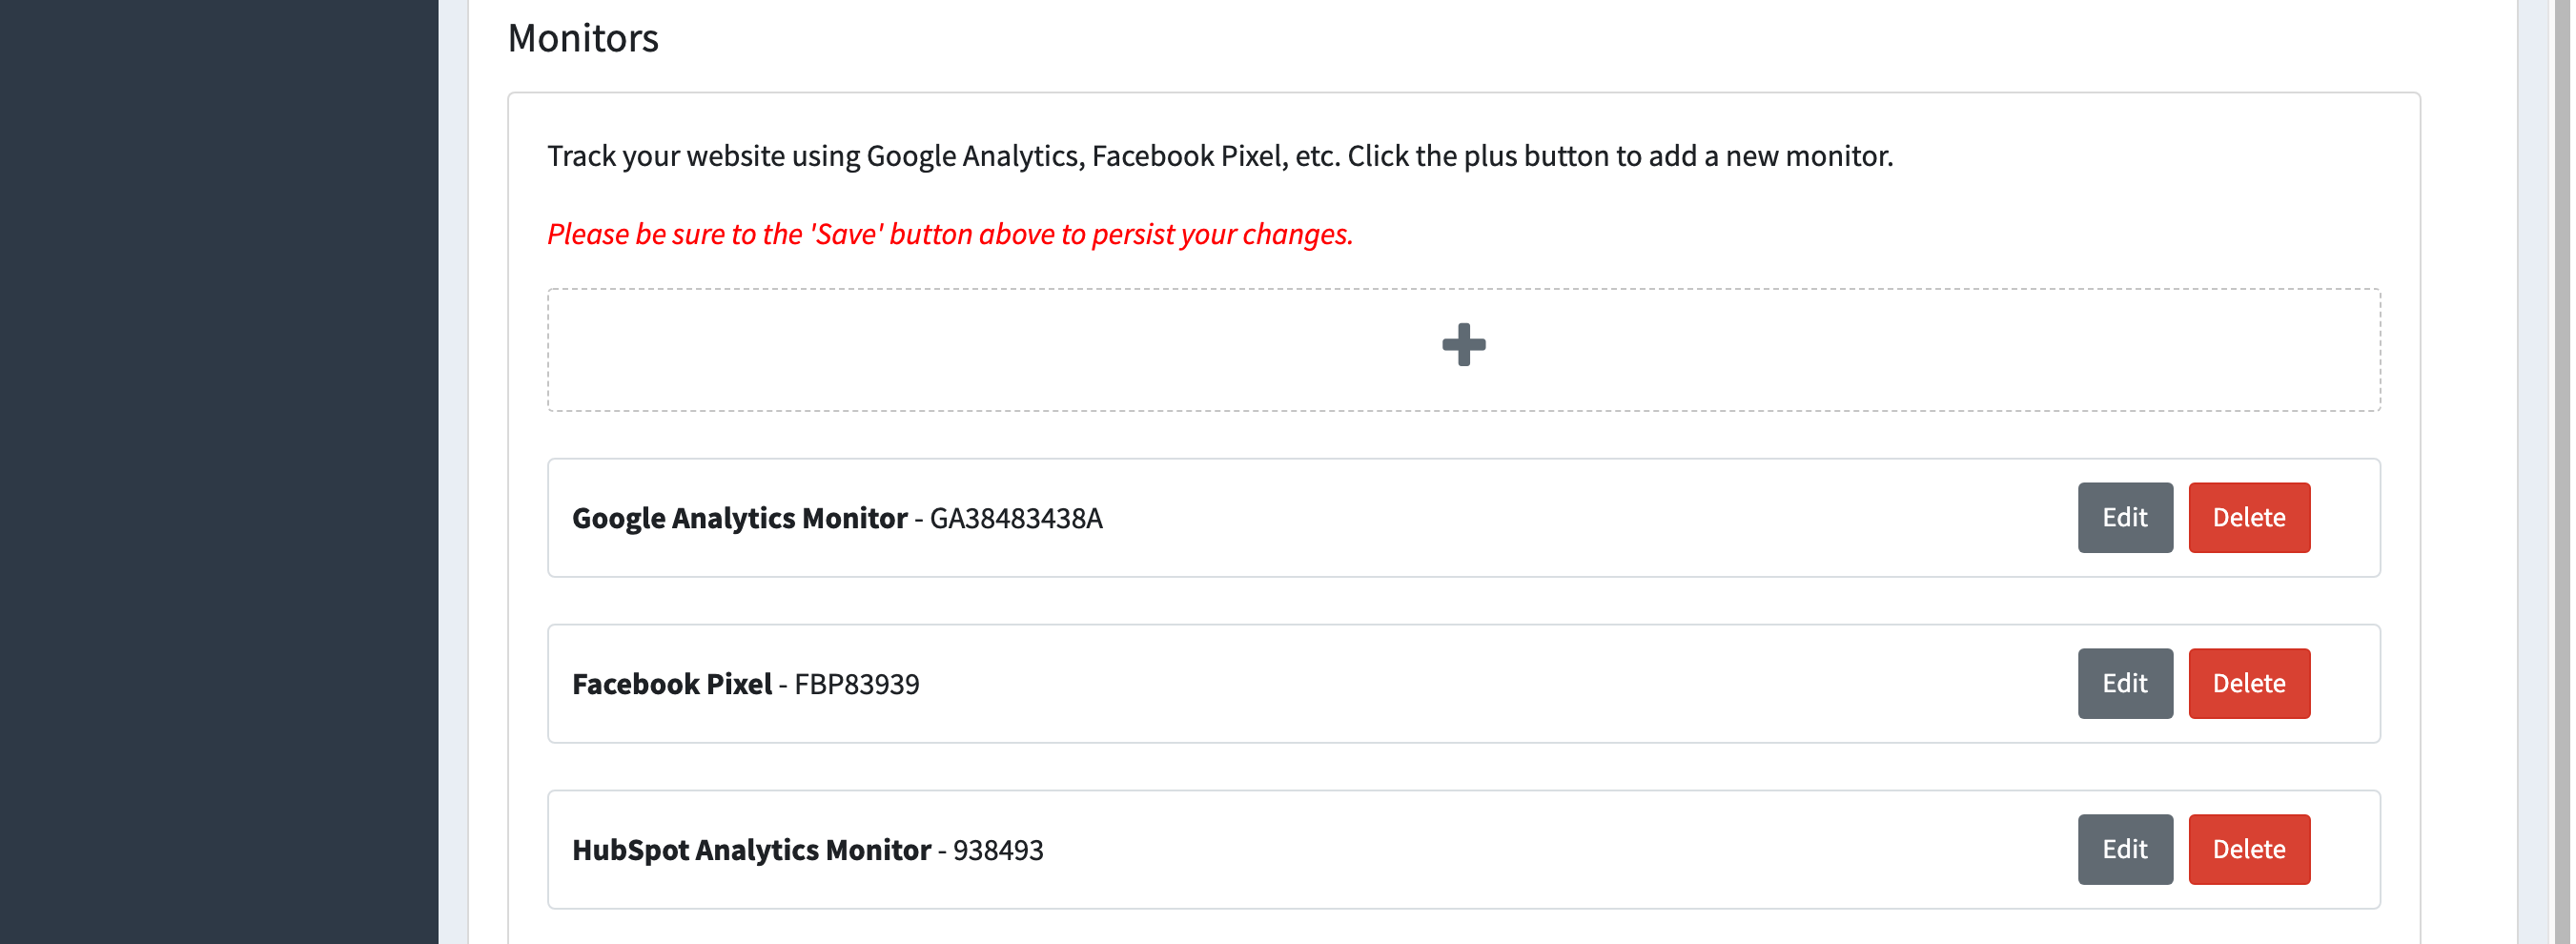 Monitors
Track your website using Google Analytics, Facebook Pixel, etc. Click the plus button to add a new monitor.
Please be sure to the 'Save' button above to persist your changes.
Google Analytics Monitor - GA38483438A
Edit
Delete
Facebook Pixel - FBP83939
Edit
Delete
HubSpot Analytics Monitor - 938493
Edit
Delete